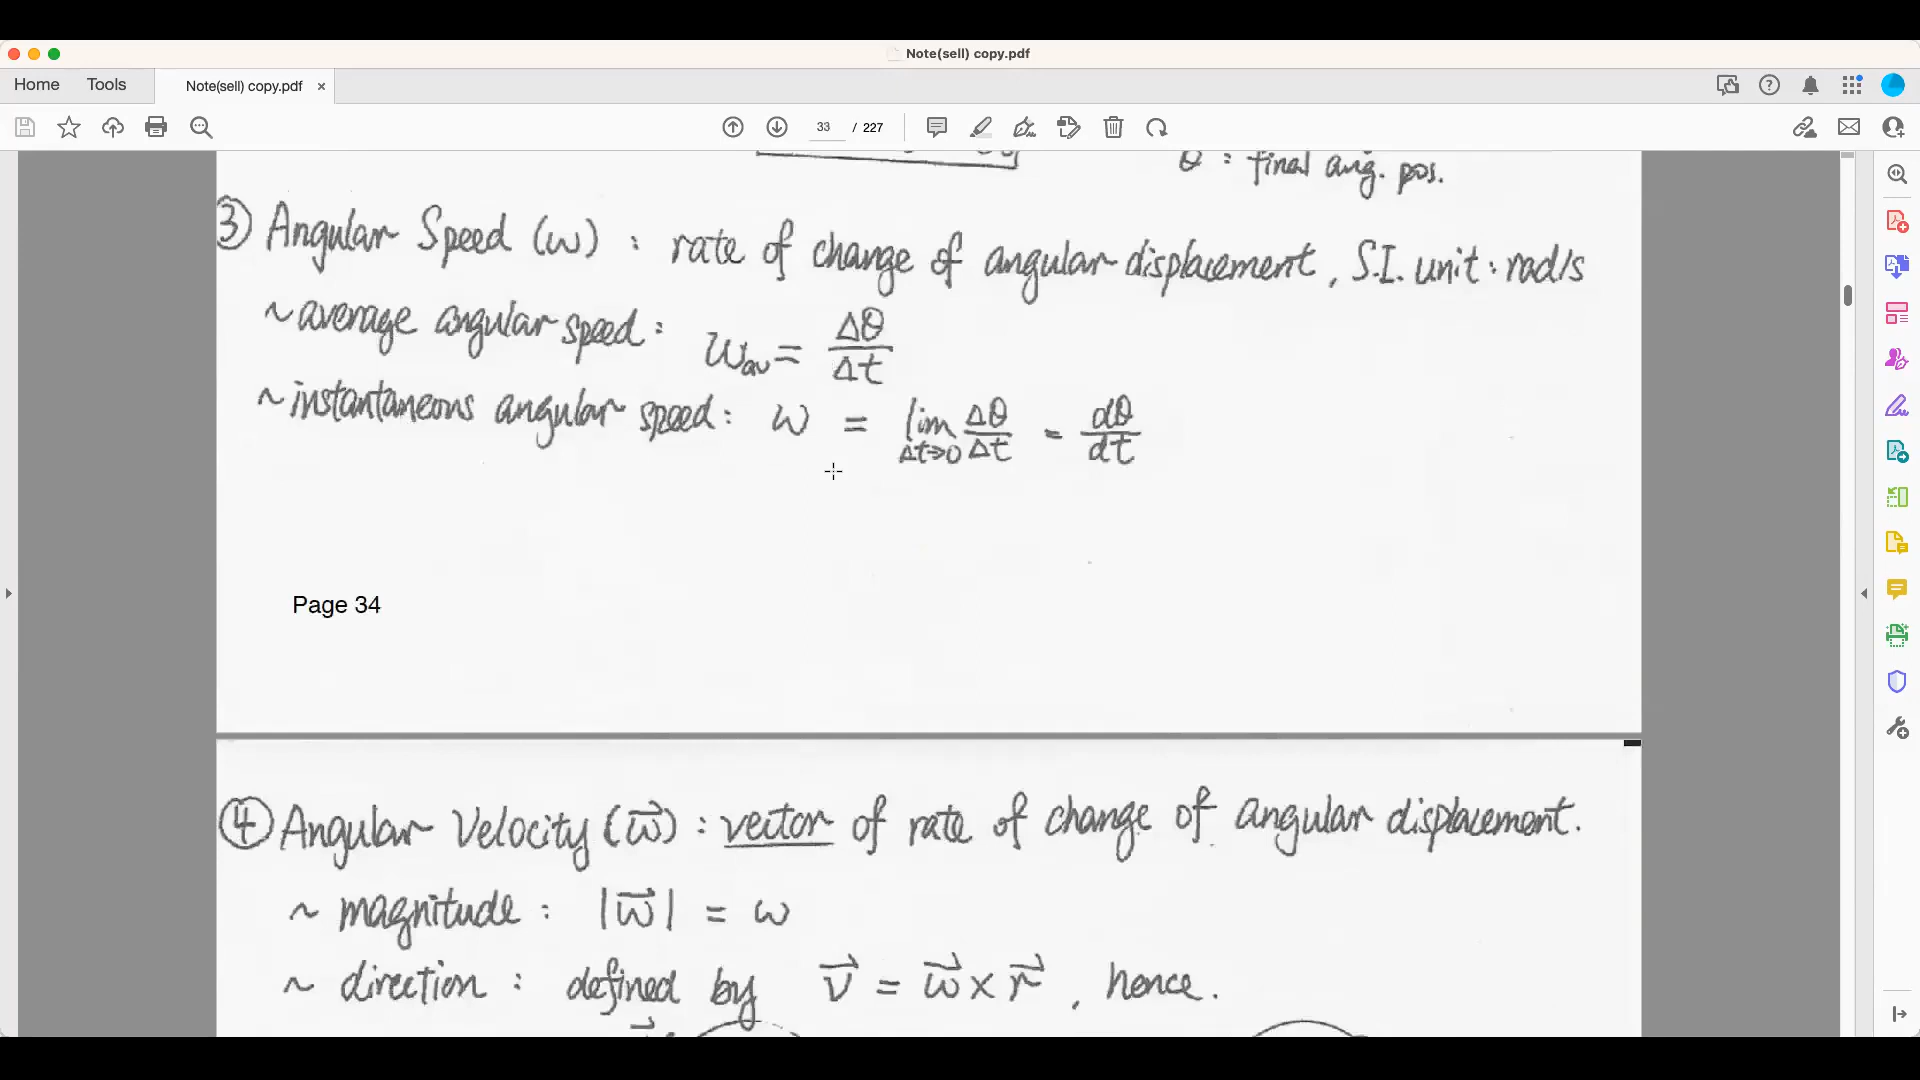 Note(sell) copy.pdf
Home Tools Note(sell) copy.pdf ×
33 / 227
θ : final ang. pos.
③ Angular Speed (ω) : rate of change of angular displacement, S.I. unit : rad/s
~ average angular speed : ωav = Δθ/Δt
~ instantaneous angular speed : ω = lim Δt→0 Δθ/Δt = dθ/dt
Page 34
④ Angular Velocity (ω⃗) : vector of rate of change of angular displacement.
~ magnitude : |ω⃗| = ω
~ direction : defined by v⃗ = ω⃗ × r⃗ , hence.